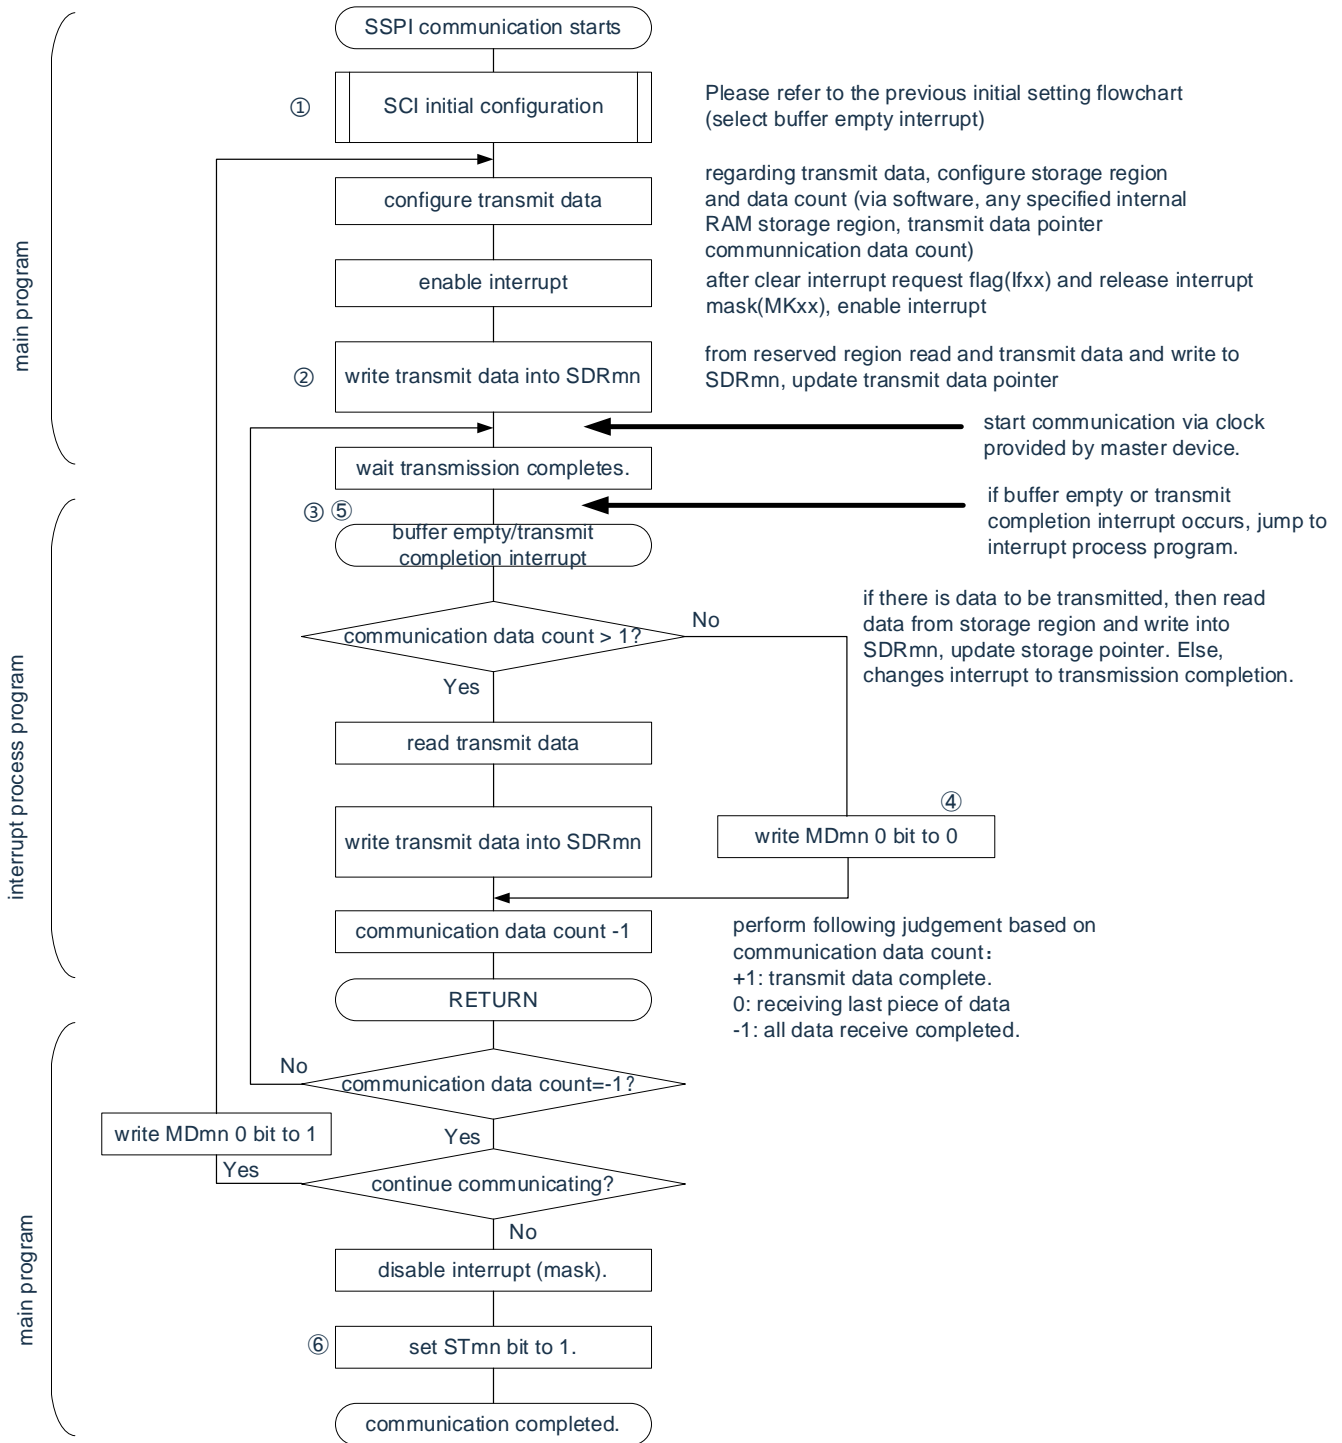 SSPI communication starts
①
SCI initial configuration
Please refer to the previous initial setting flowchart
(select buffer empty interrupt)
configure transmit data
regarding transmit data, configure storage region
and data count (via software, any specified internal
RAM storage region, transmit data pointer
communnication data count)
enable interrupt
after clear interrupt request flag(Ifxx) and release interrupt
mask(MKxx), enable interrupt
main program
②
write transmit data into SDRmn
from reserved region read and transmit data and write to
SDRmn, update transmit data pointer
start communication via clock
provided by master device.
wait transmission completes.
③ ⑤
if buffer empty or transmit
completion interrupt occurs, jump to
interrupt process program.
buffer empty/transmit
completion interrupt
if there is data to be transmitted, then read
data from storage region and write into
SDRmn, update storage pointer. Else,
changes interrupt to transmission completion.
communication data count > 1?
No
Yes
read transmit data
interrupt process program
④
write transmit data into SDRmn
write MDmn 0 bit to 0
communication data count -1
perform following judgement based on
communication data count：
+1: transmit data complete.
0: receiving last piece of data
-1: all data receive completed.
RETURN
No
communication data count=-1?
write MDmn 0 bit to 1
Yes
Yes
continue communicating?
No
main program
disable interrupt (mask).
⑥
set STmn bit to 1.
communication completed.